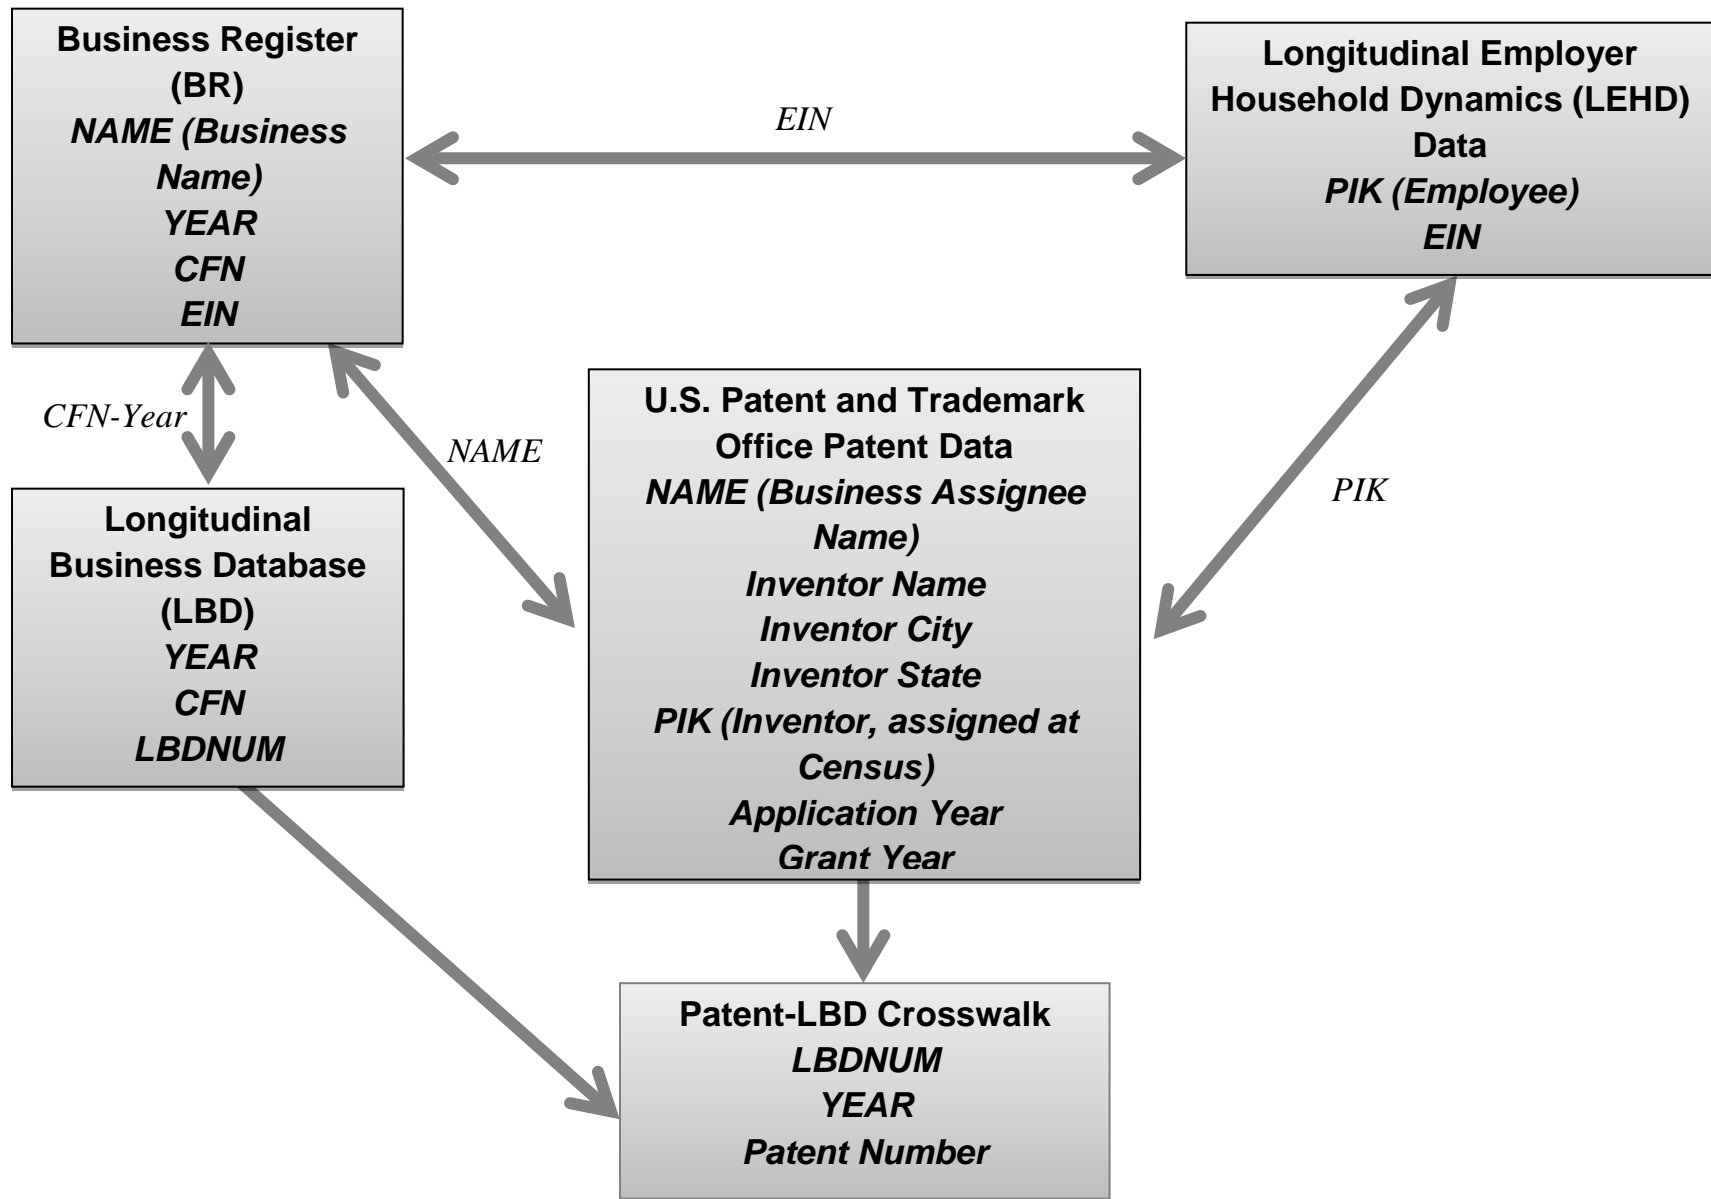 Business Register
(BR)
NAME (Business
Name)
YEAR
CFN
EIN
EIN
Longitudinal Employer
Household Dynamics (LEHD)
Data
PIK (Employee)
EIN
CFN-Year
NAME
PIK
Longitudinal
Business Database
(LBD)
YEAR
CFN
LBDNUM
U.S. Patent and Trademark
Office Patent Data
NAME (Business Assignee
Name)
Inventor Name
Inventor City
Inventor State
PIK (Inventor, assigned at
Census)
Application Year
Grant Year
Patent-LBD Crosswalk
LBDNUM
YEAR
Patent Number